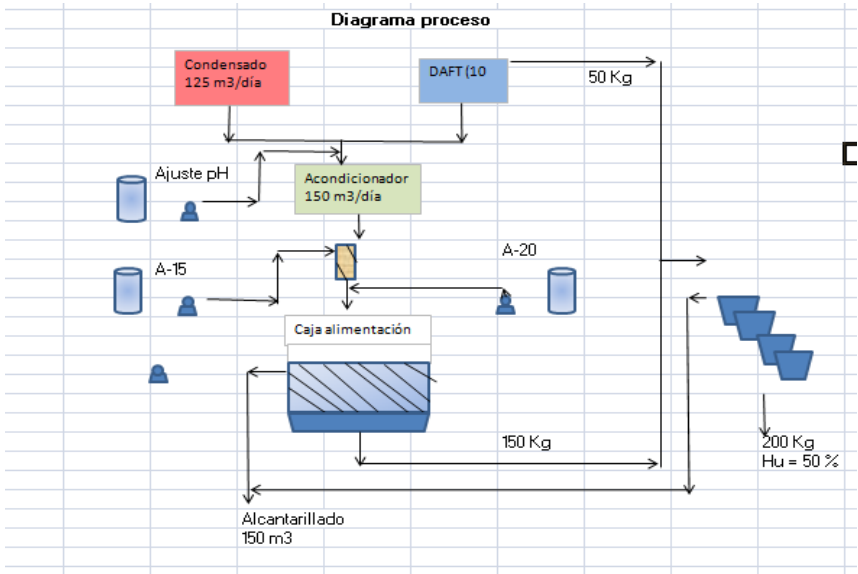 Diagrama proceso
Condensado
125 m3/día
DAFT (10
50 Kg
Ajuste pH
Acondicionador
150 m3/día
A-15
A-20
Caja alimentación
150 Kg
200 Kg
Hu = 50 %
Alcantarillado
150 m3